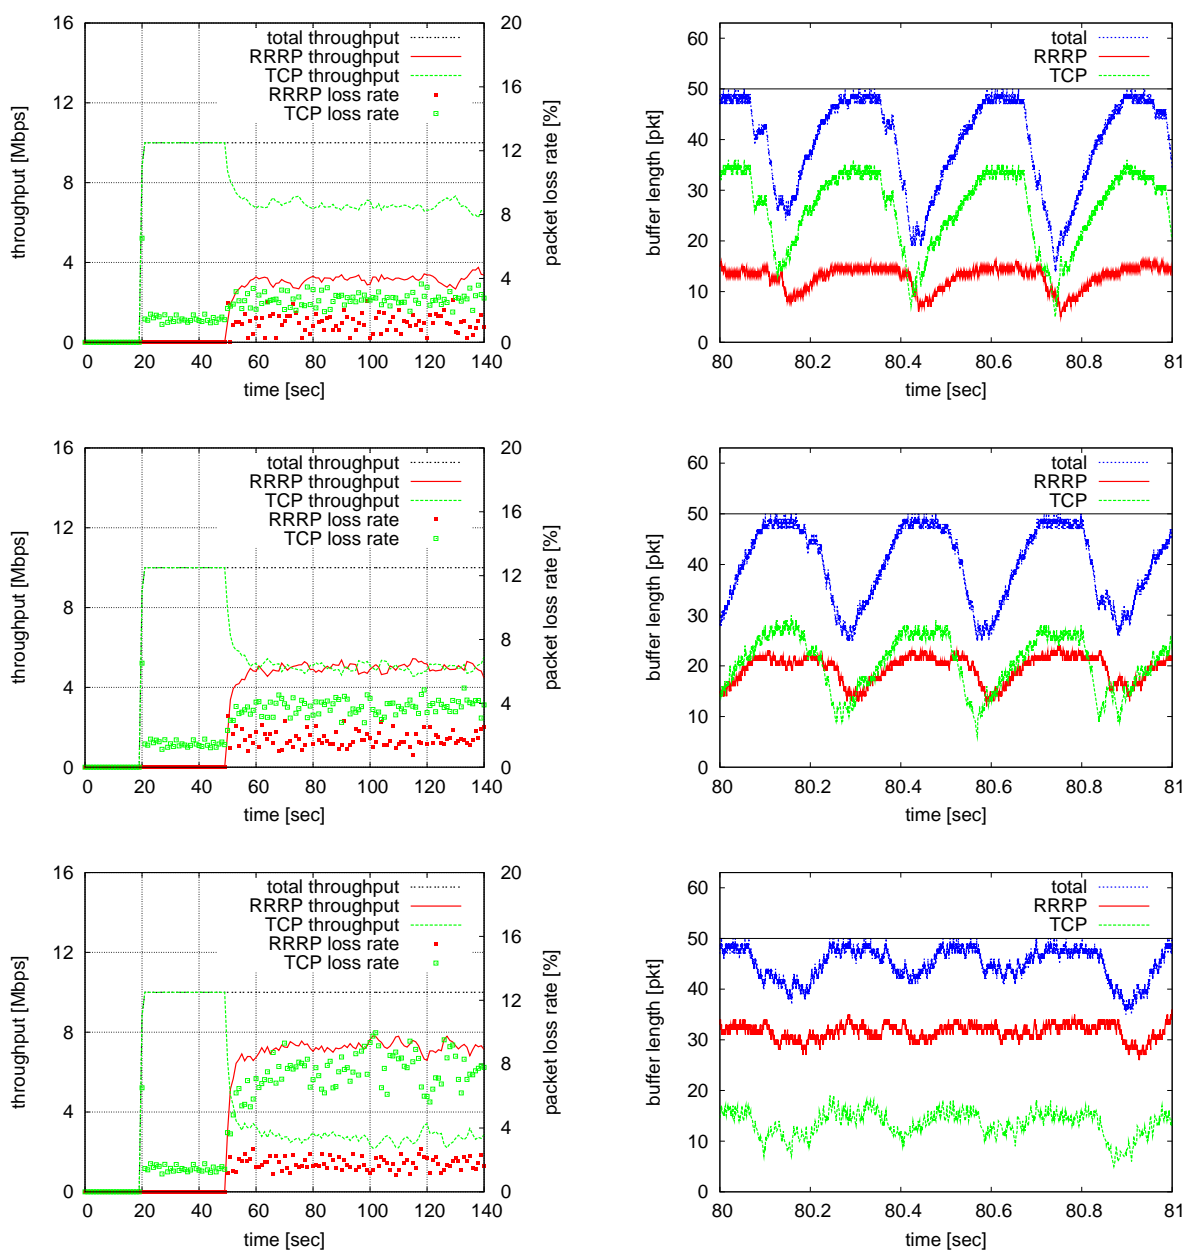 16
12
8
4
0
20
16
12
8
4
0
total throughput
RRRP throughput
TCP throughput
RRRP loss rate
TCP loss rate
0 20 40 60 80 100 120 140
time [sec]
throughput [Mbps]
packet loss rate [%]
60
50
40
30
20
10
0
total
RRRP
TCP
80 80.2 80.4 80.6 80.8 81
time [sec]
buffer length [pkt]
16
12
8
4
0
20
16
12
8
4
0
total throughput
RRRP throughput
TCP throughput
RRRP loss rate
TCP loss rate
0 20 40 60 80 100 120 140
time [sec]
throughput [Mbps]
packet loss rate [%]
60
50
40
30
20
10
0
total
RRRP
TCP
80 80.2 80.4 80.6 80.8 81
time [sec]
buffer length [pkt]
16
12
8
4
0
20
16
12
8
4
0
total throughput
RRRP throughput
TCP throughput
RRRP loss rate
TCP loss rate
0 20 40 60 80 100 120 140
time [sec]
throughput [Mbps]
packet loss rate [%]
60
50
40
30
20
10
0
total
RRRP
TCP
80 80.2 80.4 80.6 80.8 81
time [sec]
buffer length [pkt]